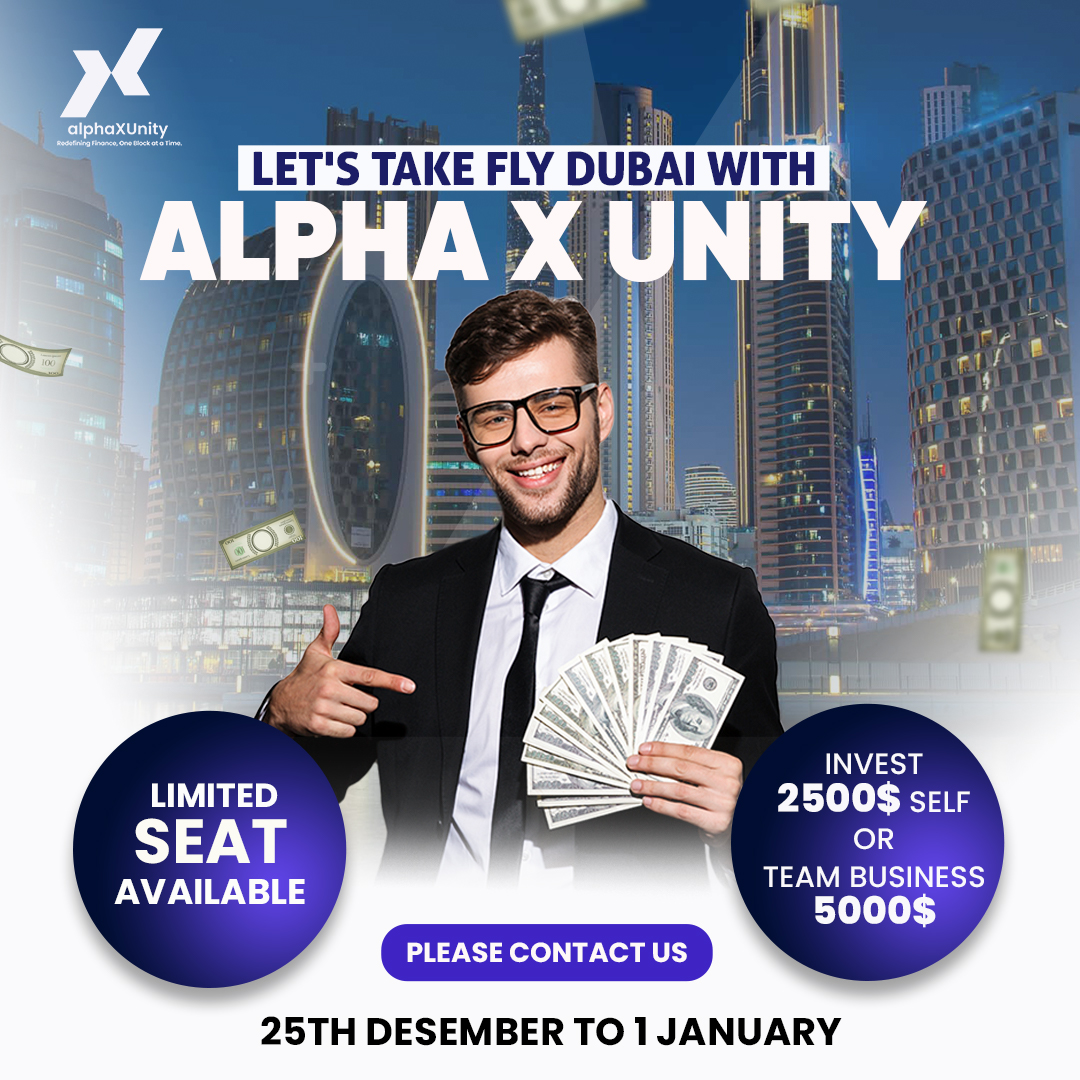 alphaXUnity
Redefining Finance, One Block at a Time.
LET'S TAKE FLY DUBAI WITH
ALPHA X UNITY
100
LIMITED
SEAT
AVAILABLE
INVEST
2500$ SELF
OR
TEAM BUSINESS
5000$
PLEASE CONTACT US
25TH DESEMBER TO 1 JANUARY